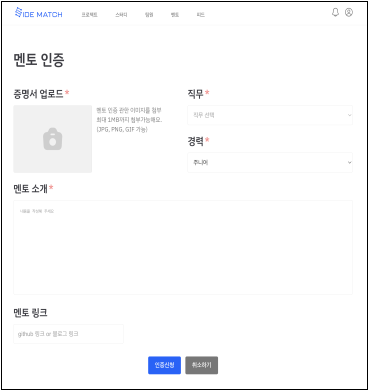 SIDE MATCH
프로젝트 스터디 팀원 멘토 피드
멘토 인증
증명서 업로드 *
멘토 인증 관련 이미지를 첨부
최대 1MB까지 첨부가능해요.
(JPG, PNG, GIF 가능)
직무 *
직무 선택
경력 *
주니어
멘토 소개 *
내용을 작성해 주세요
멘토 링크
github 링크 or 블로그 링크
인증신청 취소하기